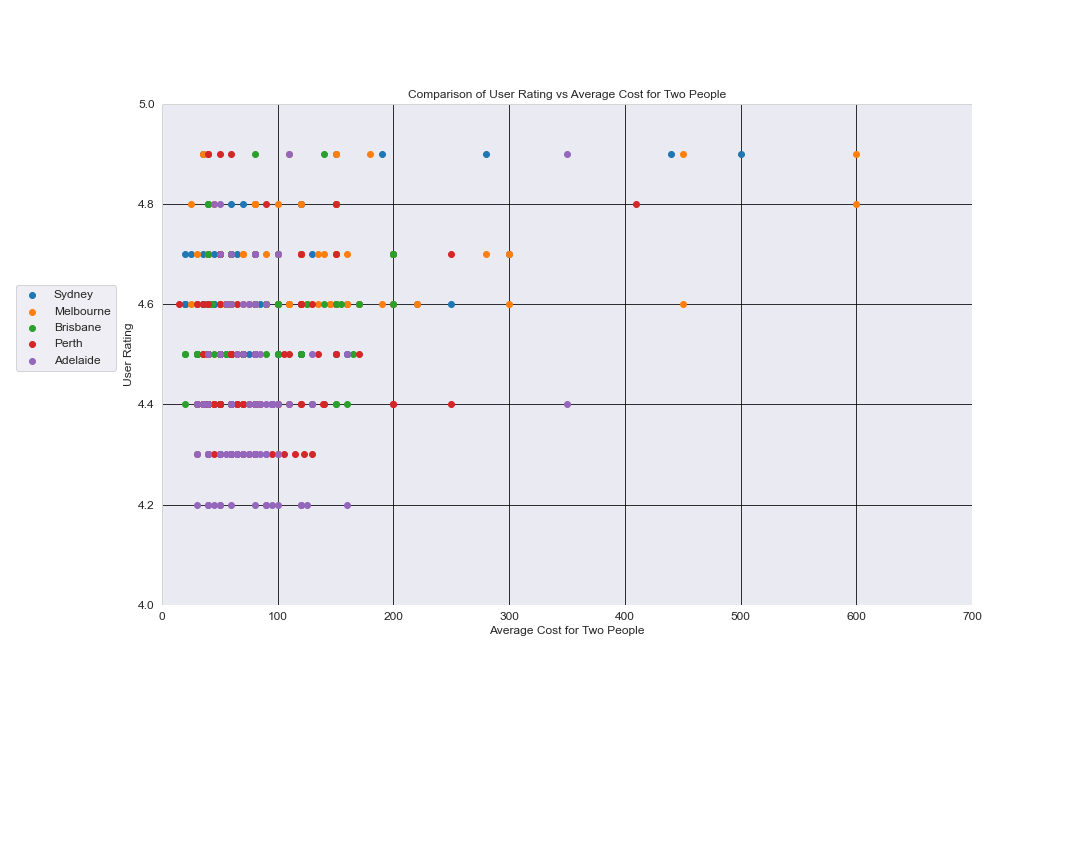 Comparison of User Rating vs Average Cost for Two People
5.0
4.8
4.6
4.4
4.2
4.0
User Rating
Sydney
Melbourne
Brisbane
Perth
Adelaide
0 100 200 300 400 500 600 700
Average Cost for Two People